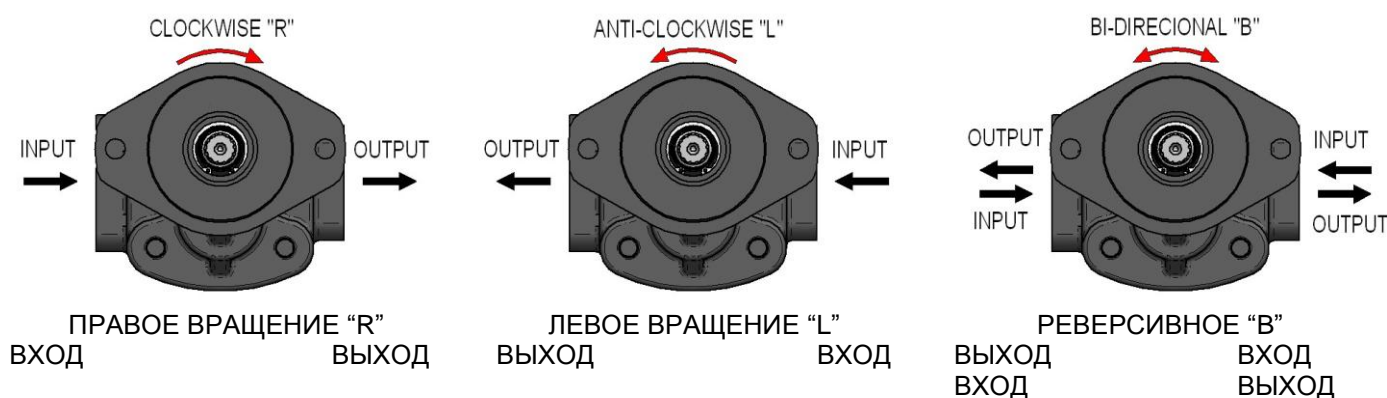 CLOCKWISE "R"
INPUT OUTPUT
ПРАВОЕ ВРАЩЕНИЕ “R”
ВХОД ВЫХОД
ANTI-CLOCKWISE "L"
OUTPUT INPUT
ЛЕВОЕ ВРАЩЕНИЕ “L”
ВЫХОД ВХОД
BI-DIRECIONAL "B"
OUTPUT INPUT
INPUT OUTPUT
РЕВЕРСИВНОЕ “B”
ВЫХОД ВХОД
ВХОД ВЫХОД